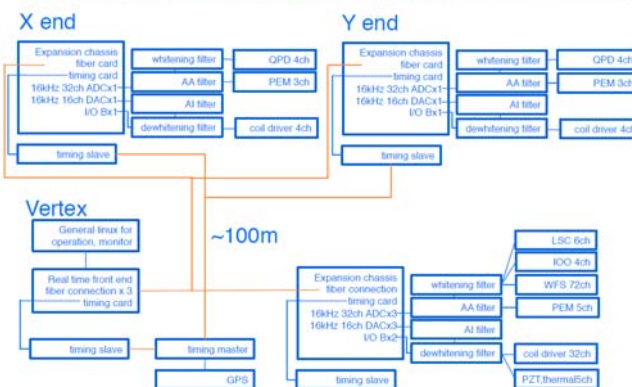 X end
Expansion chassis
fiber card
timing card
16kHz 32ch ADCx1
16kHz 16ch DACx1
I/O Bx1
whitening filter
AA filter
AI filter
dewhitening filter
QPD 4ch
PEM 3ch
coil driver 4ch
timing slave
Y end
Expansion chassis
fiber card
timing card
16kHz 32ch ADCx1
16kHz 16ch DACx1
I/O Bx1
whitening filter
AA filter
AI filter
dewhitening filter
QPD 4ch
PEM 3ch
coil driver 4ch
timing slave
Vertex
General linux for
operation, monitor
Real time front end
fiber connection x 3
timing card
timing slave
timing master
GPS
~100m
Expansion chassis
fiber connection
timing card
16kHz 32ch ADCx3
16kHz 16ch DACx3
I/O Bx2
whitening filter
AA filter
AI filter
dewhitening filter
LSC 6ch
IOO 4ch
WFS 72ch
PEM 5ch
coil driver 32ch
PZT,thermal5ch
timing slave